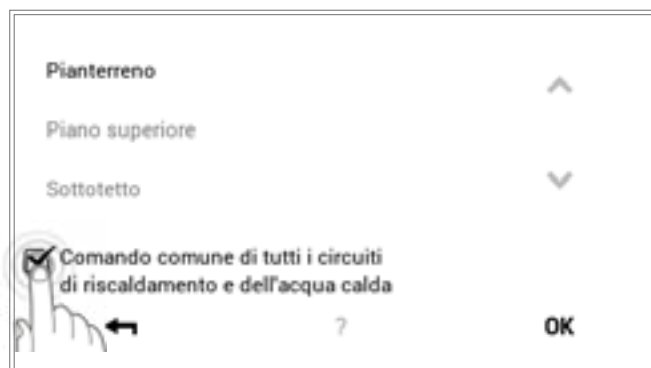 Pianterreno
Piano superiore
Sottotetto
Comando comune di tutti i circuiti
di riscaldamento e dell'acqua calda
? OK